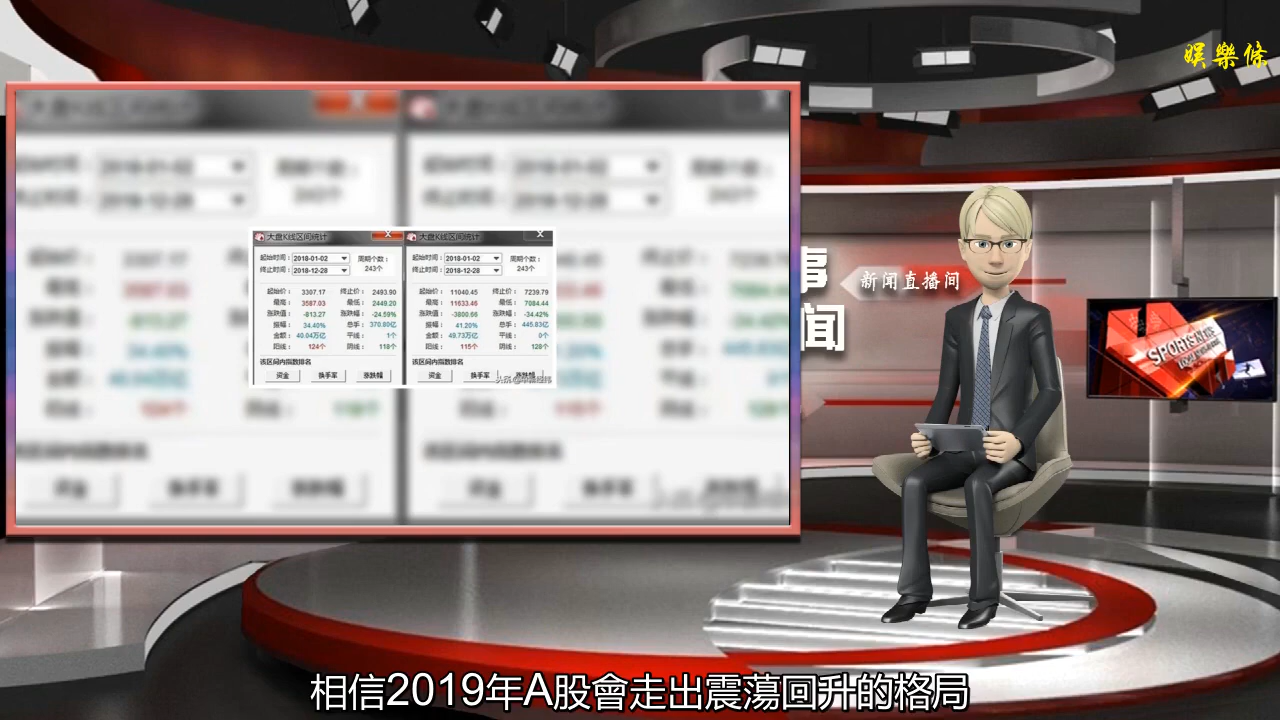 娱樂條
大盘K线区间统计
起始时间：2018-01-02 周期个数：
终止时间：2018-12-28 243个
起始价： 3307.17 终止价： 2493.90
最高： 3587.03 最低： 2449.20
涨跌值： -813.27 涨跌幅： -24.59%
振幅： 34.40% 总手： 370.80亿
金额： 40.04万亿 平线： 1个
阳线： 124个 阴线： 118个
该区间内指数排名
资金 换手率 涨跌幅
大盘K线区间统计
起始时间：2018-01-02 周期个数：
终止时间：2018-12-28 243个
起始价： 11040.45 终止价： 7239.79
最高： 11633.46 最低： 7084.44
涨跌值： -3800.66 涨跌幅： -34.42%
振幅： 41.20% 总手： 445.83亿
金额： 49.73万亿 平线： 0个
阳线： 115个 阴线： 128个
该区间内指数排名
资金 换手率 涨跌幅
新闻直播间
闻
SPORTS
相信2019年A股會走出震蕩回升的格局